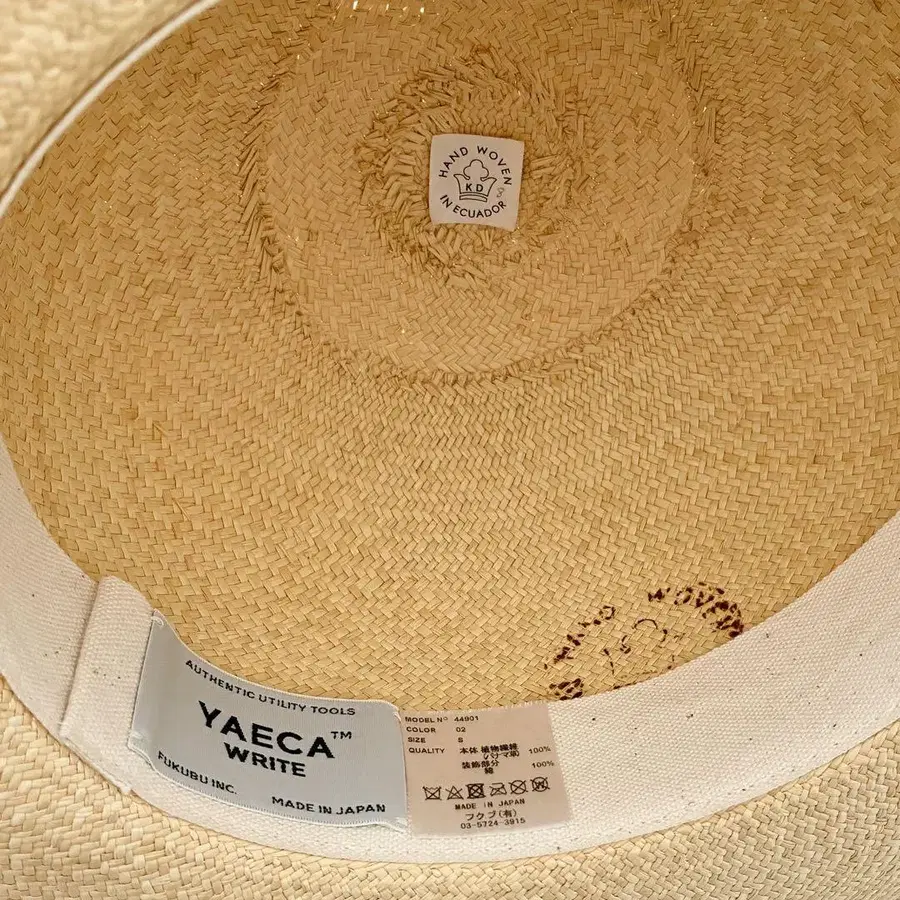 HAND WOVEN
KD
IN ECUADOR
WOVEN
AUTHENTIC UTILITY TOOLS
YAECA™
WRITE
FUKUBU INC.
MADE IN JAPAN
MODEL Nº 44901
COLOR 02
SIZE S
QUALITY 本体 植物繊維 100%
(パナマ草)
装飾部分 100%
綿
MADE IN JAPAN
フクブ(有)
03-5724-3915